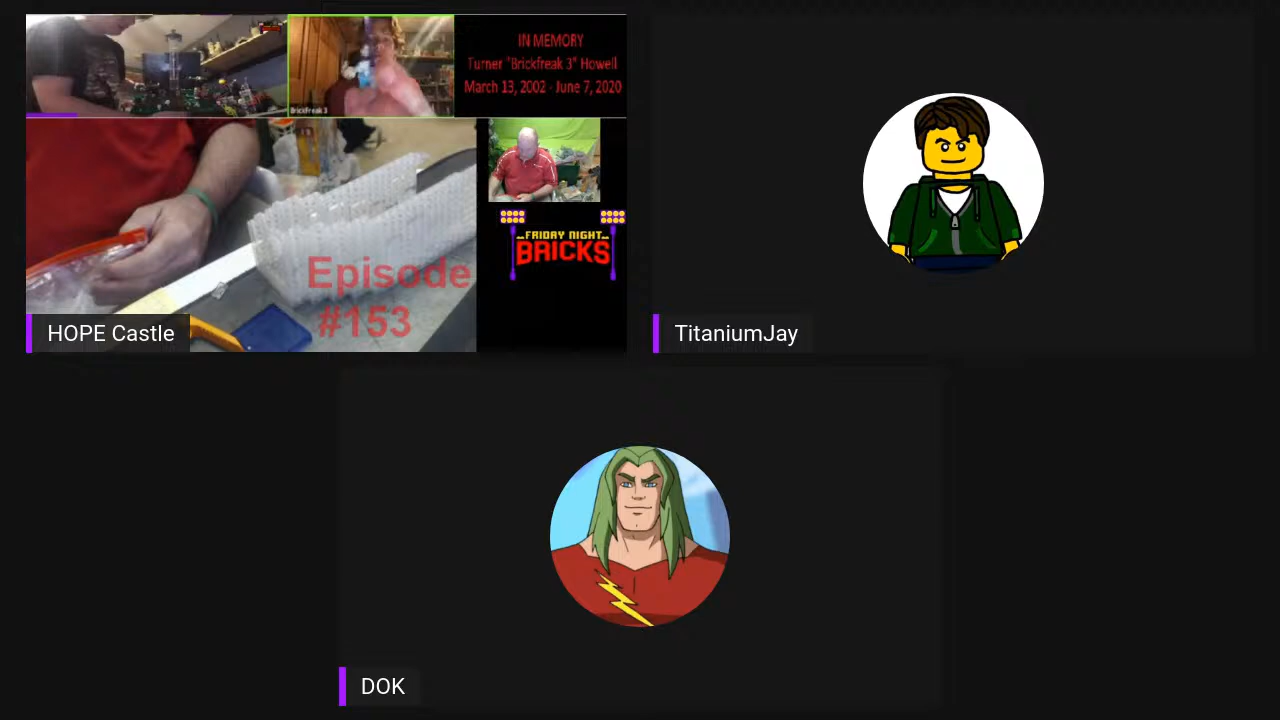 IN MEMORY
Turner "Brickfreak 3" Howell
March 13, 2002 - June 7, 2020
BrickFreak 3
FRIDAY NIGHT
BRICKS
Episode
#153
HOPE Castle
TitaniumJay
DOK